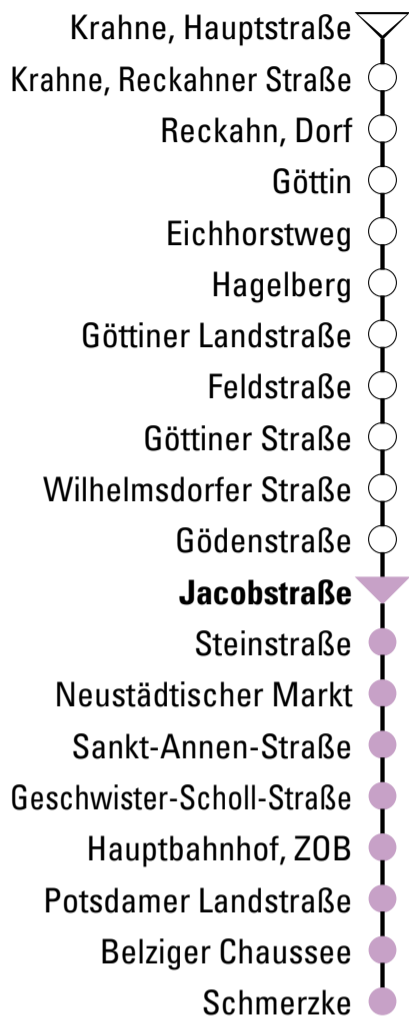 Krahne, Hauptstraße
Krahne, Reckahner Straße
Reckahn, Dorf
Göttin
Eichhorstweg
Hagelberg
Göttiner Landstraße
Feldstraße
Göttiner Straße
Wilhelmsdorfer Straße
Gödenstraße
Jacobstraße
Steinstraße
Neustädtischer Markt
Sankt-Annen-Straße
Geschwister-Scholl-Straße
Hauptbahnhof, ZOB
Potsdamer Landstraße
Belziger Chaussee
Schmerzke